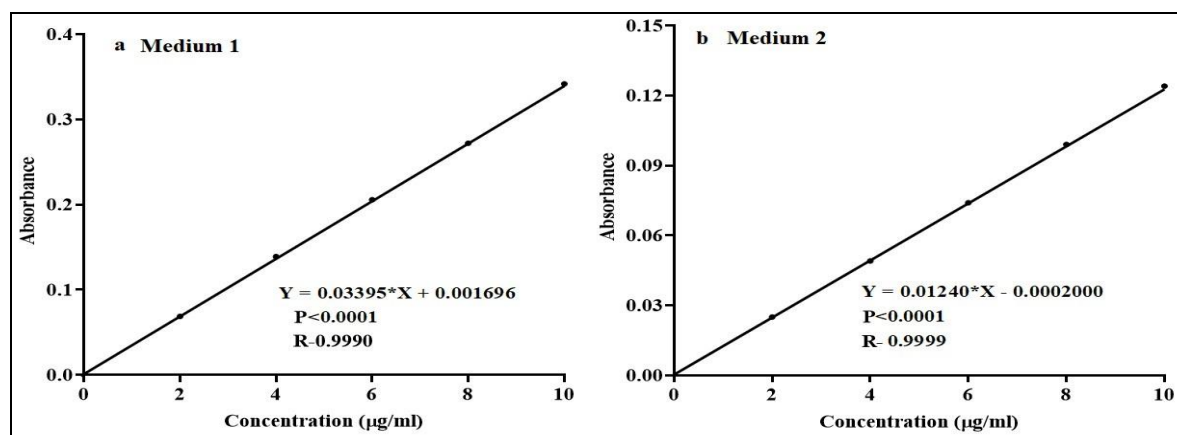 a Medium 1
0.4
0.3
0.2
0.1
0.0
Absorbance
Y = 0.03395*X + 0.001696
P<0.0001
R-0.9990
0 2 4 6 8 10
Concentration (µg/ml)
b Medium 2
0.15
0.12
0.09
0.06
0.03
0.00
Absorbance
Y = 0.01240*X - 0.0002000
P<0.0001
R- 0.9999
0 2 4 6 8 10
Concentration (µg/ml)